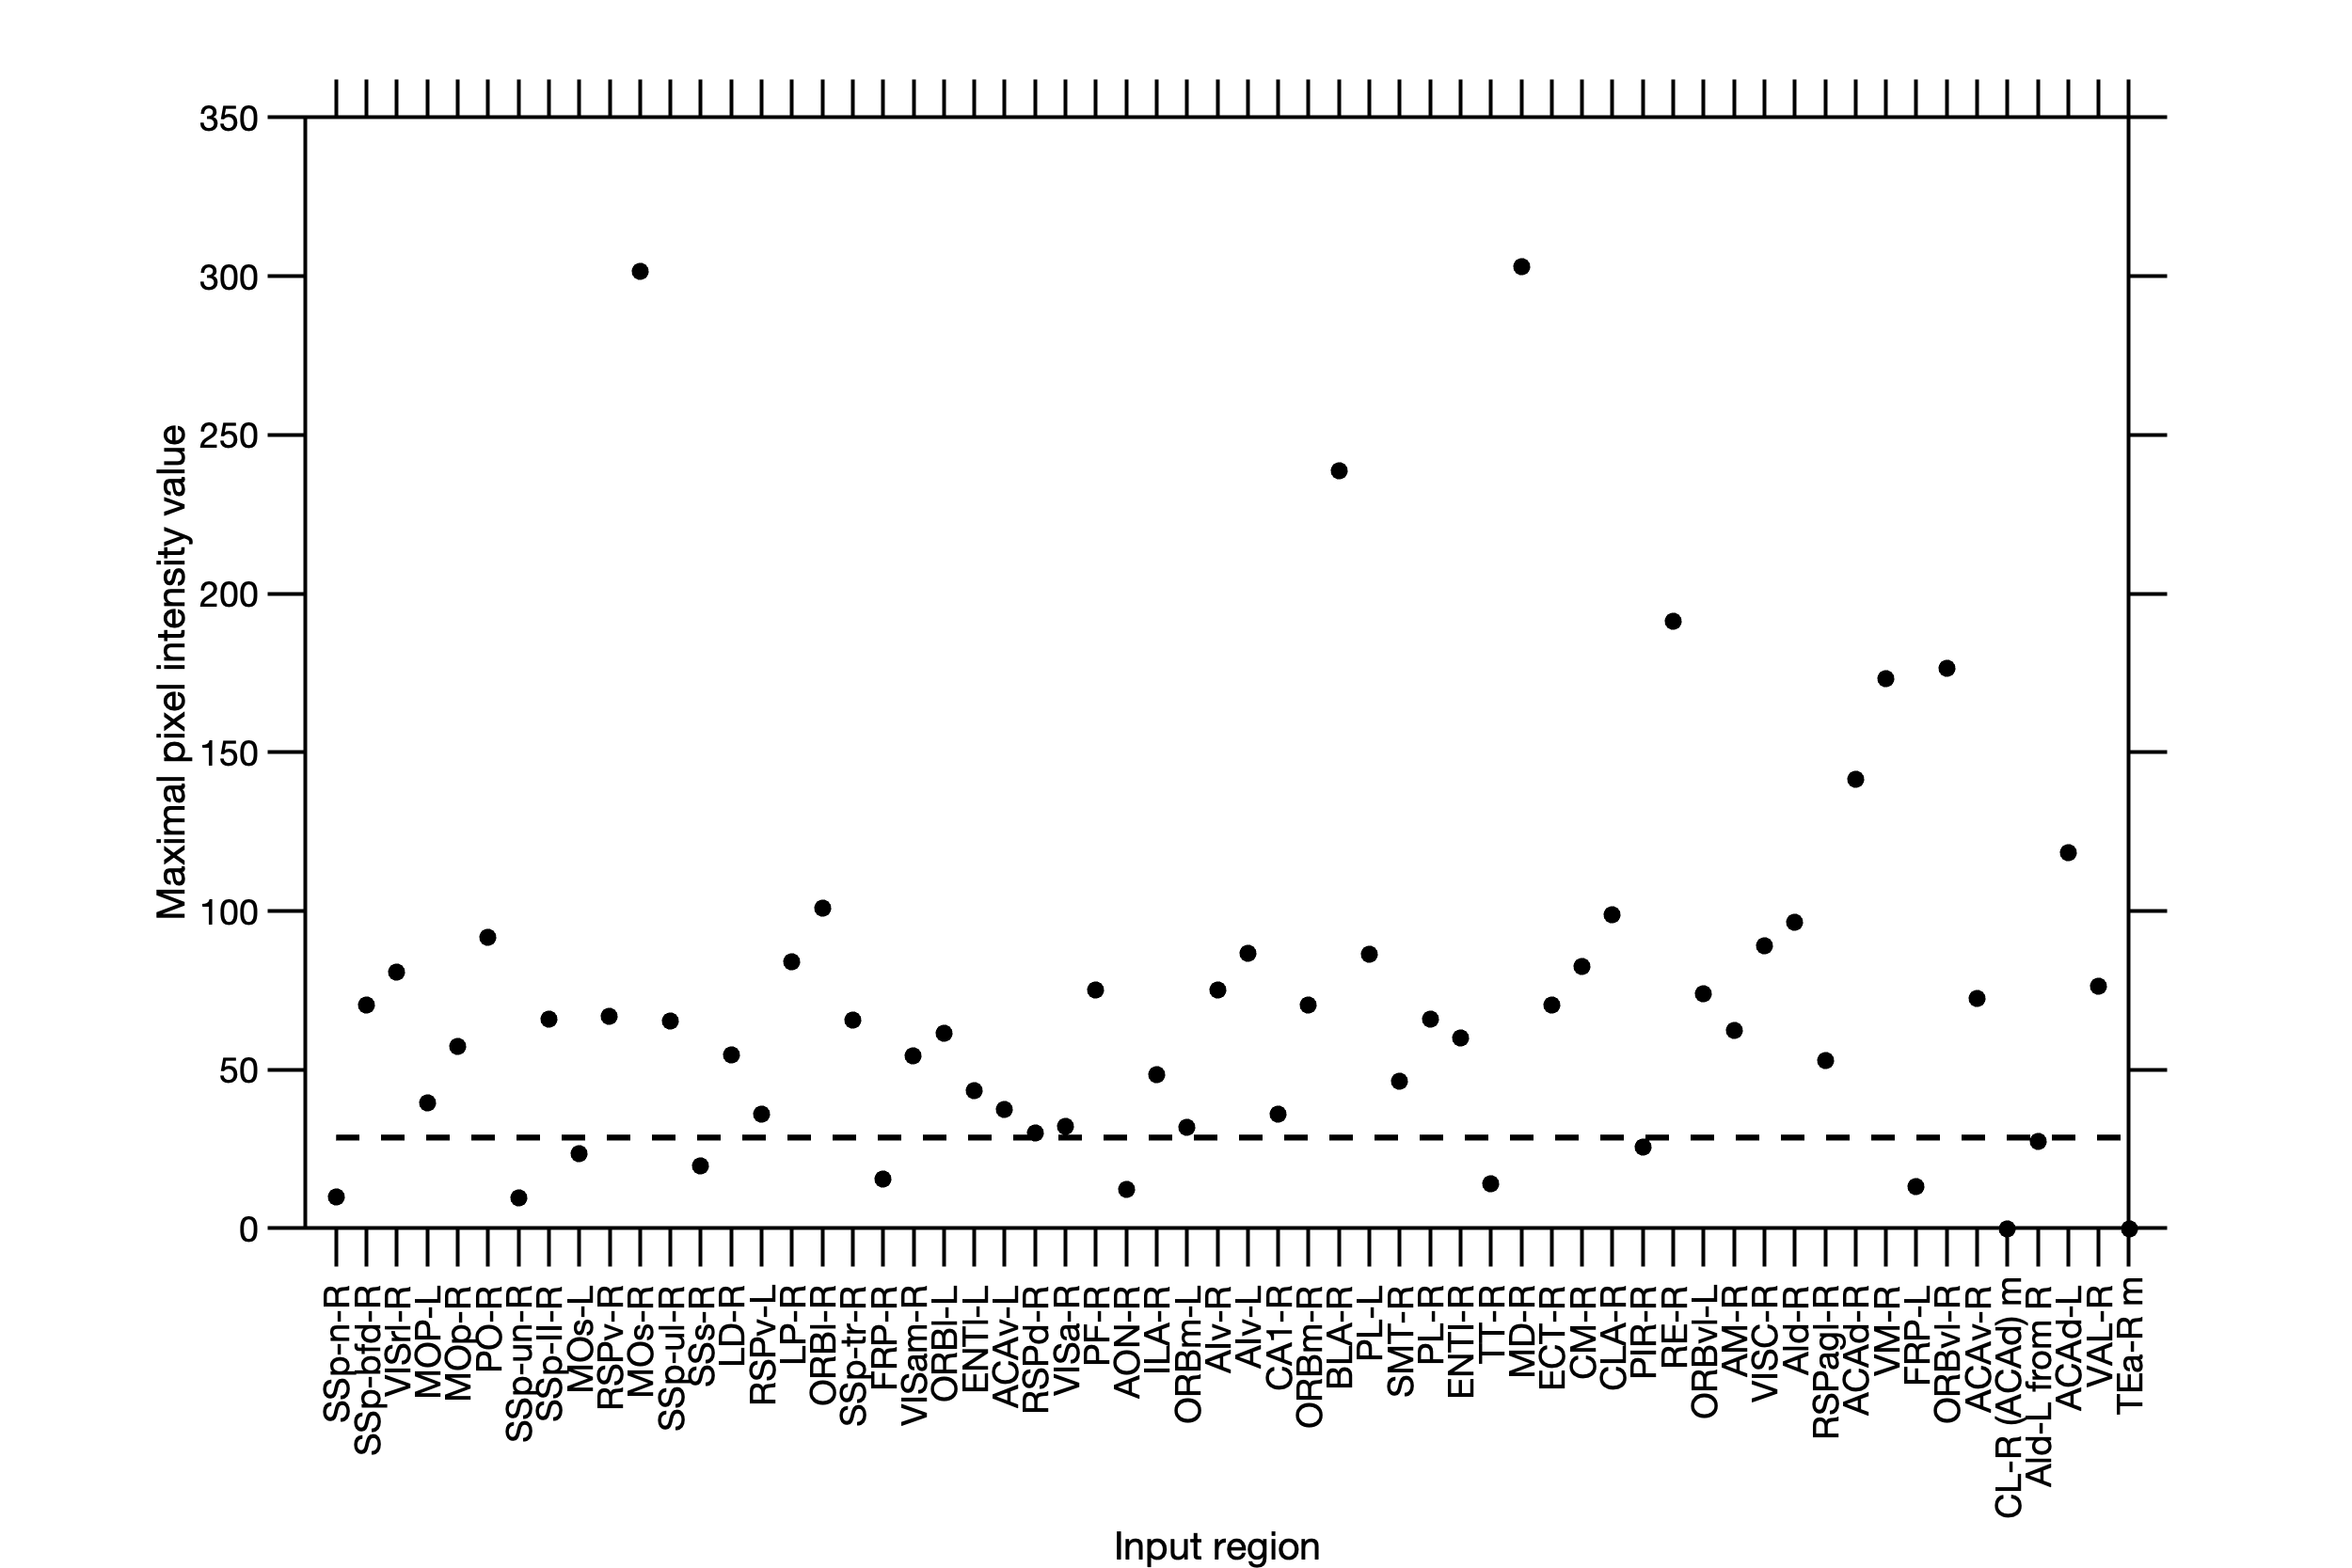 350
300
250
200
150
100
50
0
Maximal pixel intensity value
SSp-n-R
SSp-bfd-R
VISrl-R
MOP-L
MOp-R
PO-R
SSp-un-R
SSp-ll-R
MOs-L
RSPv-R
MOs-R
SSp-ul-R
SSs-R
LD-R
RSPv-L
LP-R
ORBl-R
SSp-tr-R
FRP-R
VISam-R
ORBl-L
ENTl-L
ACAv-L
RSPd-R
VISa-R
PF-R
AON-R
ILA-R
ORBm-L
AIv-R
AIv-L
CA1-R
ORBm-R
BLA-R
PL-L
SMT-R
PL-R
ENTl-R
TT-R
MD-R
ECT-R
CM-R
CLA-R
PIR-R
RE-R
ORBvl-L
AM-R
VISC-R
AId-R
RSPagl-R
ACAd-R
VM-R
FRP-L
ORBvl-R
ACAv-R
CL-R (ACAd) m
AId-L from R
ACAd-L
VAL-R
TEa-R m
Input region